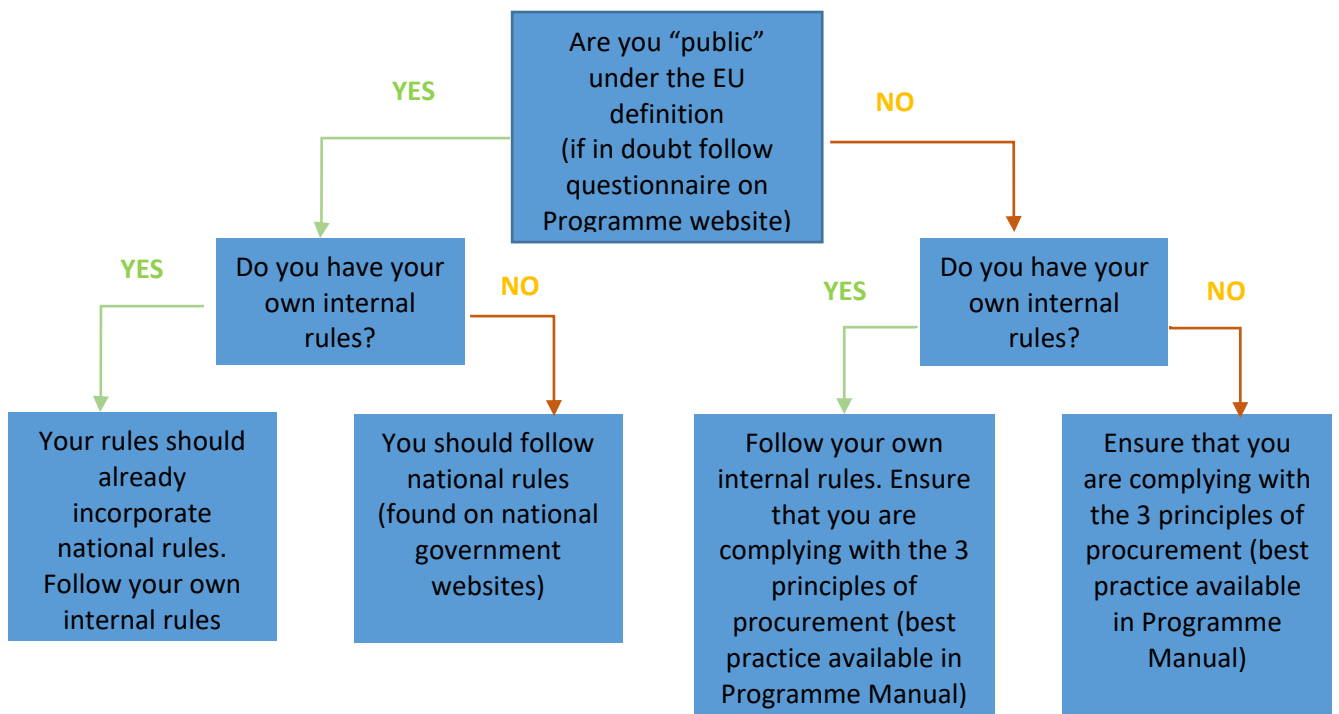 Are you “public”
under the EU
definition
(if in doubt follow
questionnaire on
Programme website)
YES
NO
Do you have your
own internal
rules?
YES
NO
Do you have your
own internal
rules?
YES
NO
Your rules should
already
incorporate
national rules.
Follow your own
internal rules
You should follow
national rules
(found on national
government
websites)
Follow your own
internal rules. Ensure
that you are
complying with the 3
principles of
procurement (best
practice available in
Programme Manual)
Ensure that you
are complying with
the 3 principles of
procurement (best
practice available
in Programme
Manual)